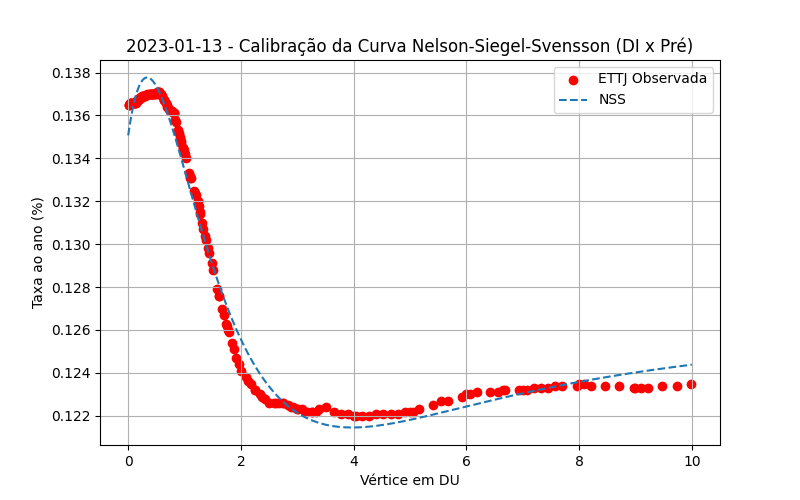 2023-01-13 - Calibração da Curva Nelson-Siegel-Svensson (DI x Pré)
ETTJ Observada
NSS
Taxa ao ano (%)
0.138
0.136
0.134
0.132
0.130
0.128
0.126
0.124
0.122
0 2 4 6 8 10
Vértice em DU